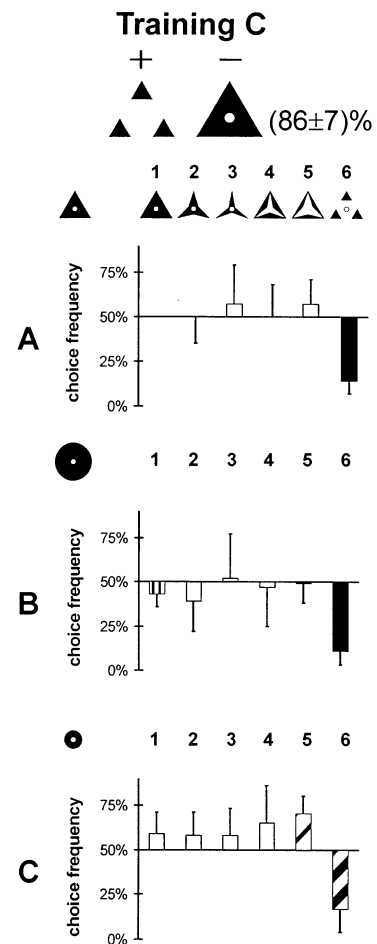 Training C
+ −
(86±7)%
1 2 3 4 5 6
A
choice frequency
75%
50%
25%
0%
1 2 3 4 5 6
B
choice frequency
75%
50%
25%
0%
1 2 3 4 5 6
C
choice frequency
75%
50%
25%
0%